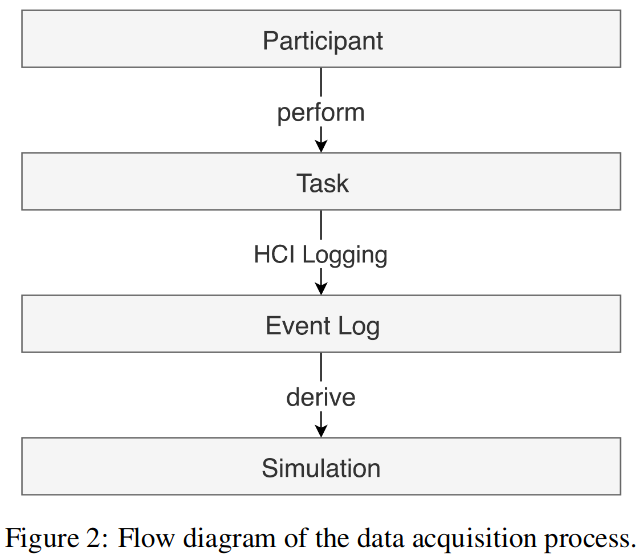 Participant
perform
Task
HCI Logging
Event Log
derive
Simulation
Figure 2: Flow diagram of the data acquisition process.